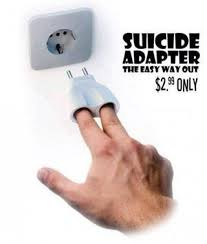 SUICIDE
ADAPTER
THE EASY WAY OUT
$2.99 ONLY